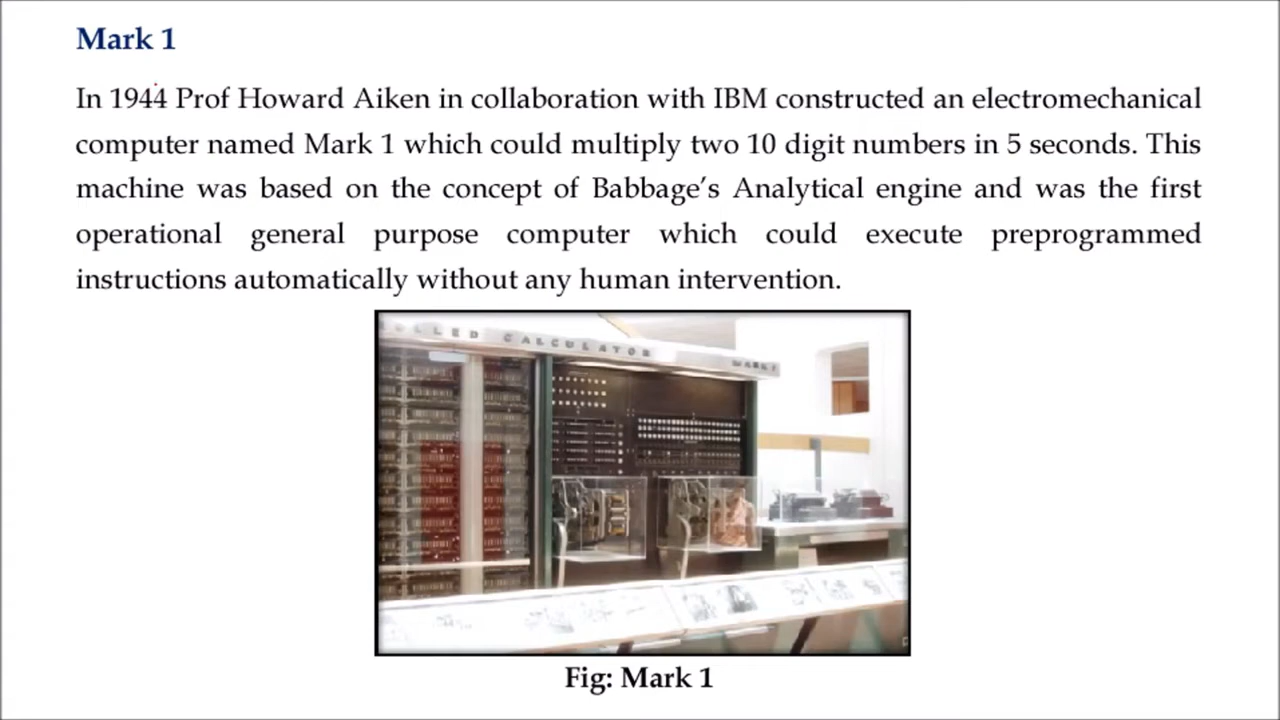 Mark 1
In 1944 Prof Howard Aiken in collaboration with IBM constructed an electromechanical
computer named Mark 1 which could multiply two 10 digit numbers in 5 seconds. This
machine was based on the concept of Babbage's Analytical engine and was the first
operational general purpose computer which could execute preprogrammed
instructions automatically without any human intervention.
CALCULATOR
Fig: Mark 1